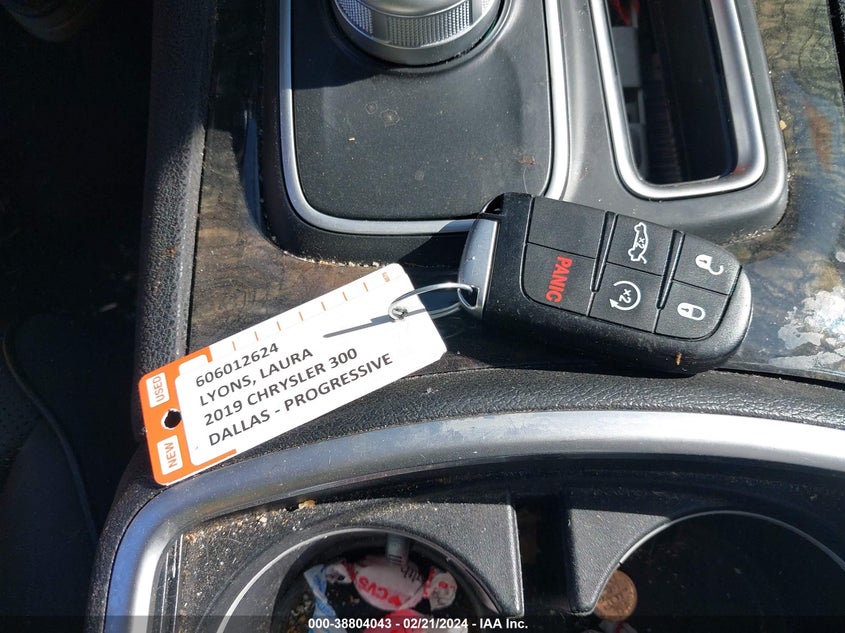 PANIC
x2
USED
NEW
606012624
LYONS, LAURA
2019 CHRYSLER 300
DALLAS - PROGRESSIVE
CVS
000-38804043 — 02/21/2024 — IAA Inc.